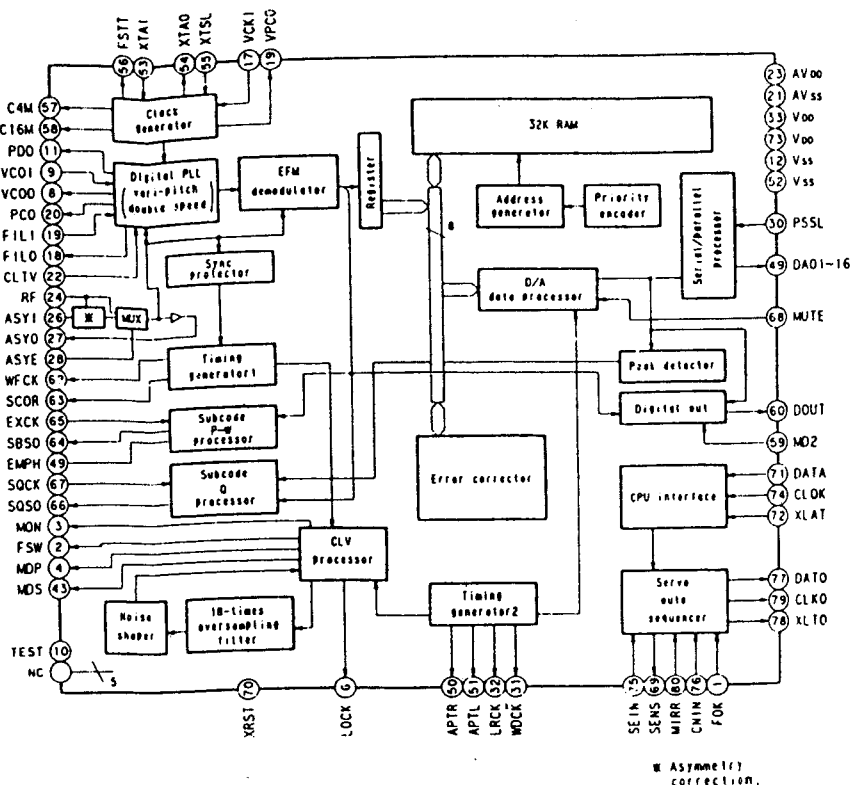 FSTT
XTAI
XTAO
XTSL
VCKI
VPCO
56
53
54
55
17
19
C4M 57
C16M 58
PDO 11
VCOI 9
VCOO 8
PCO 20
FILI 19
FILO 18
CLTV 22
RF 24
ASYI 26
ASYO 27
ASYE 28
WFCK
SCOR 63
EXCK 65
SBSO 64
EMPH 49
SQCK 67
SQSO 66
MON 3
FSW 2
MDP 4
MDS 43
TEST 10
NC
5
Clock
Generator
Digital PLL
( vari-pitch
double speed )
EFM
demodulator
Register
Sync
protector
※
MUX
Timing
generator1
Subcode
P-W
processor
Subcode
Q
processor
CLV
processor
18-times
oversampling
filter
Noise
shaper
32K RAM
8
Address
generator
Priority
encoder
Serial/parallel
processor
D/A
data processor
Peak detector
Digital out
Error corrector
CPU interface
Timing
generator2
Servo
auto
sequencer
23 AVDD
21 AVSS
33 VDD
73 VDD
12 VSS
52 VSS
30 PSSL
49 DA01-16
68 MUTE
60 DOUT
59 MD2
71 DATA
74 CLOK
72 XLAT
77 DATO
79 CLKO
78 XLTO
70
6
50
51
32
31
75
69
80
76
1
XRST
LOCK
APTR
APTL
LRCK
WDCK
SEIN
SENS
MIRR
CNIN
FOK
※ Asymmetry
correction.